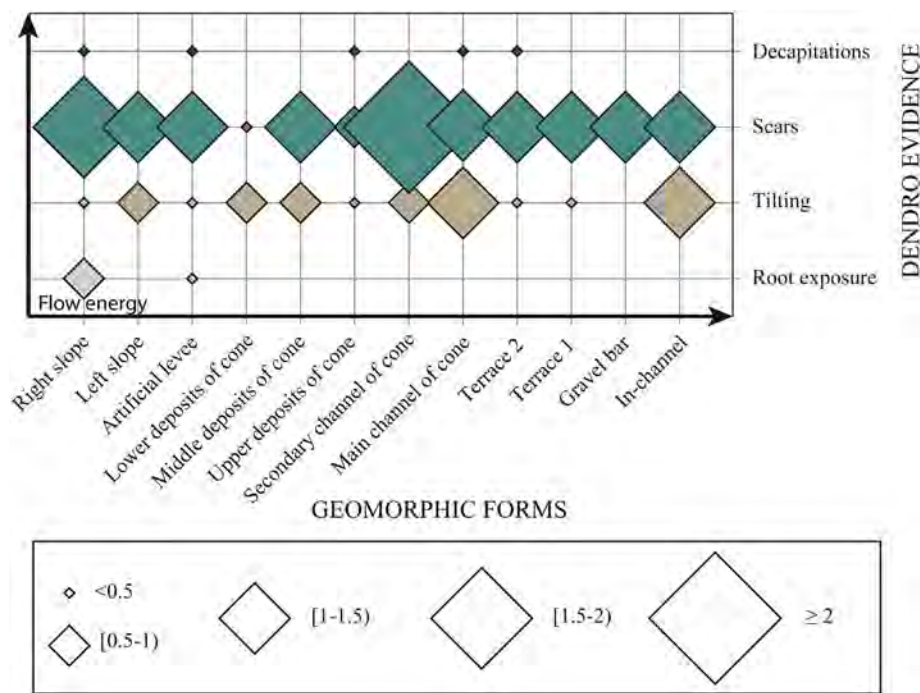 Decapitations
Scars
Tilting
Root exposure
DENDRO EVIDENCE
Flow energy
Right slope
Left slope
Artificial levee
Lower deposits of cone
Middle deposits of cone
Upper deposits of cone
Secondary channel of cone
Main channel of cone
Terrace 2
Terrace 1
Gravel bar
In-channel
GEOMORPHIC FORMS
<0.5
[0.5-1)
[1-1.5)
[1.5-2)
≥ 2